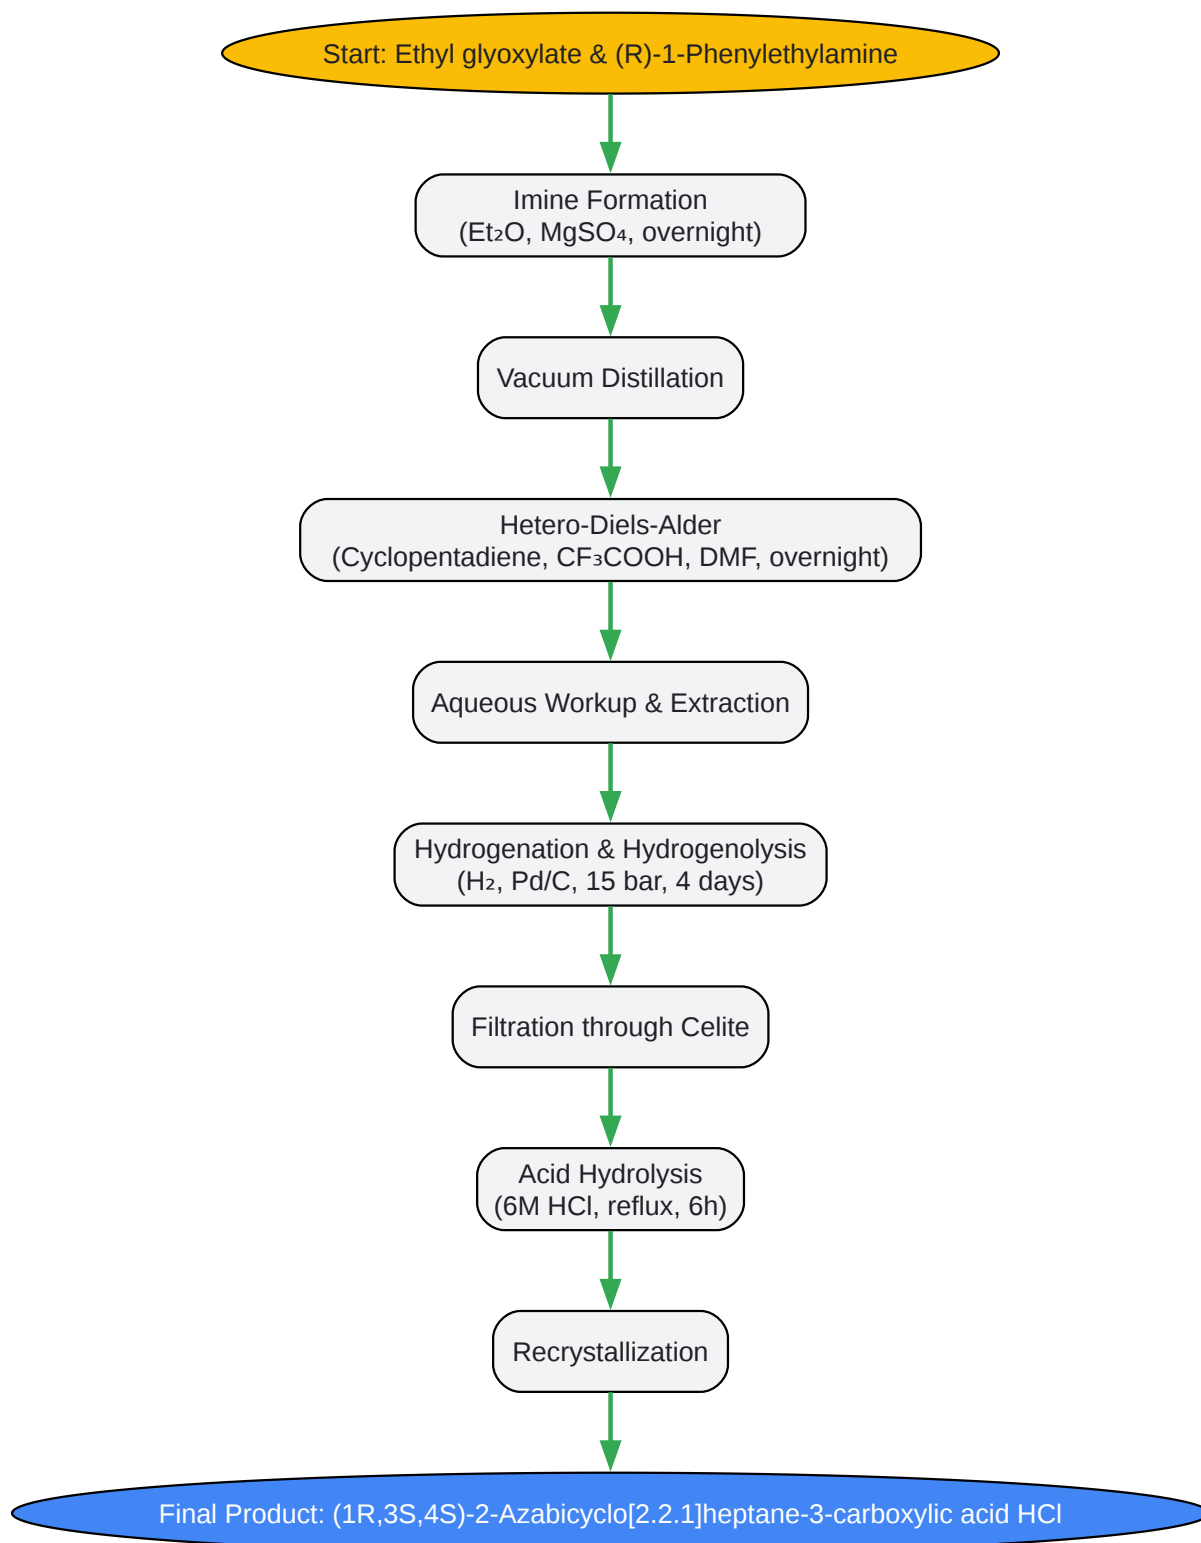 Start: Ethyl glyoxylate & (R)-1-Phenylethylamine
Imine Formation
(Et₂O, MgSO₄, overnight)
Vacuum Distillation
Hetero-Diels-Alder
(Cyclopentadiene, CF₃COOH, DMF, overnight)
Aqueous Workup & Extraction
Hydrogenation & Hydrogenolysis
(H₂, Pd/C, 15 bar, 4 days)
Filtration through Celite
Acid Hydrolysis
(6M HCl, reflux, 6h)
Recrystallization
Final Product: (1R,3S,4S)-2-Azabicyclo[2.2.1]heptane-3-carboxylic acid HCl